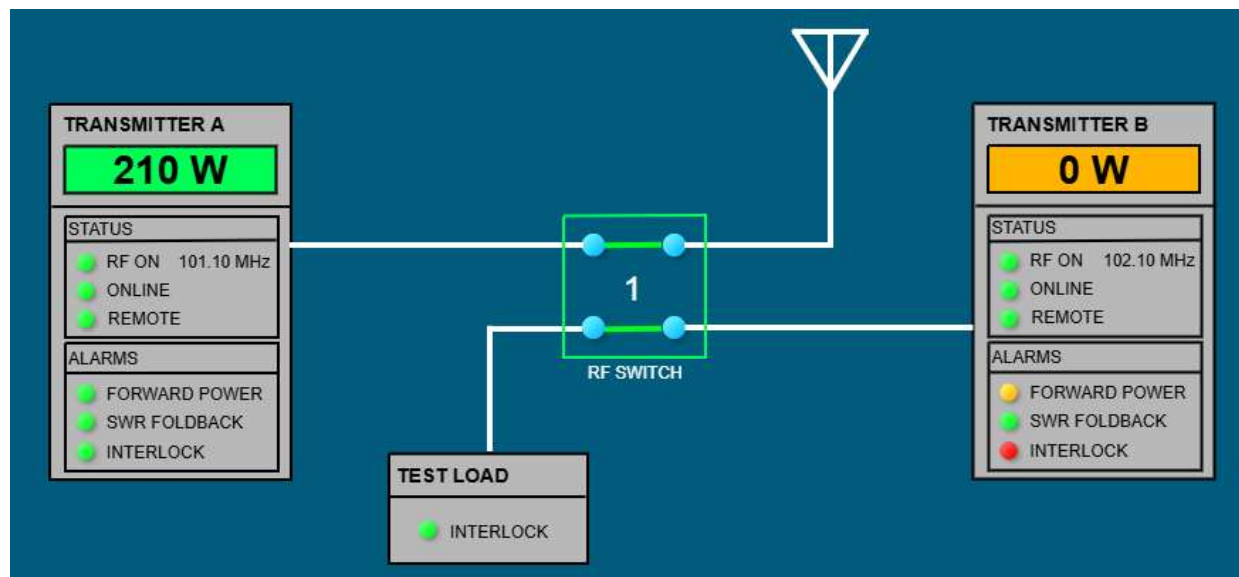 TRANSMITTER A
210 W
STATUS
RF ON 101.10 MHz
ONLINE
REMOTE
ALARMS
FORWARD POWER
SWR FOLDBACK
INTERLOCK
1
RF SWITCH
TEST LOAD
INTERLOCK
TRANSMITTER B
0 W
STATUS
RF ON 102.10 MHz
ONLINE
REMOTE
ALARMS
FORWARD POWER
SWR FOLDBACK
INTERLOCK